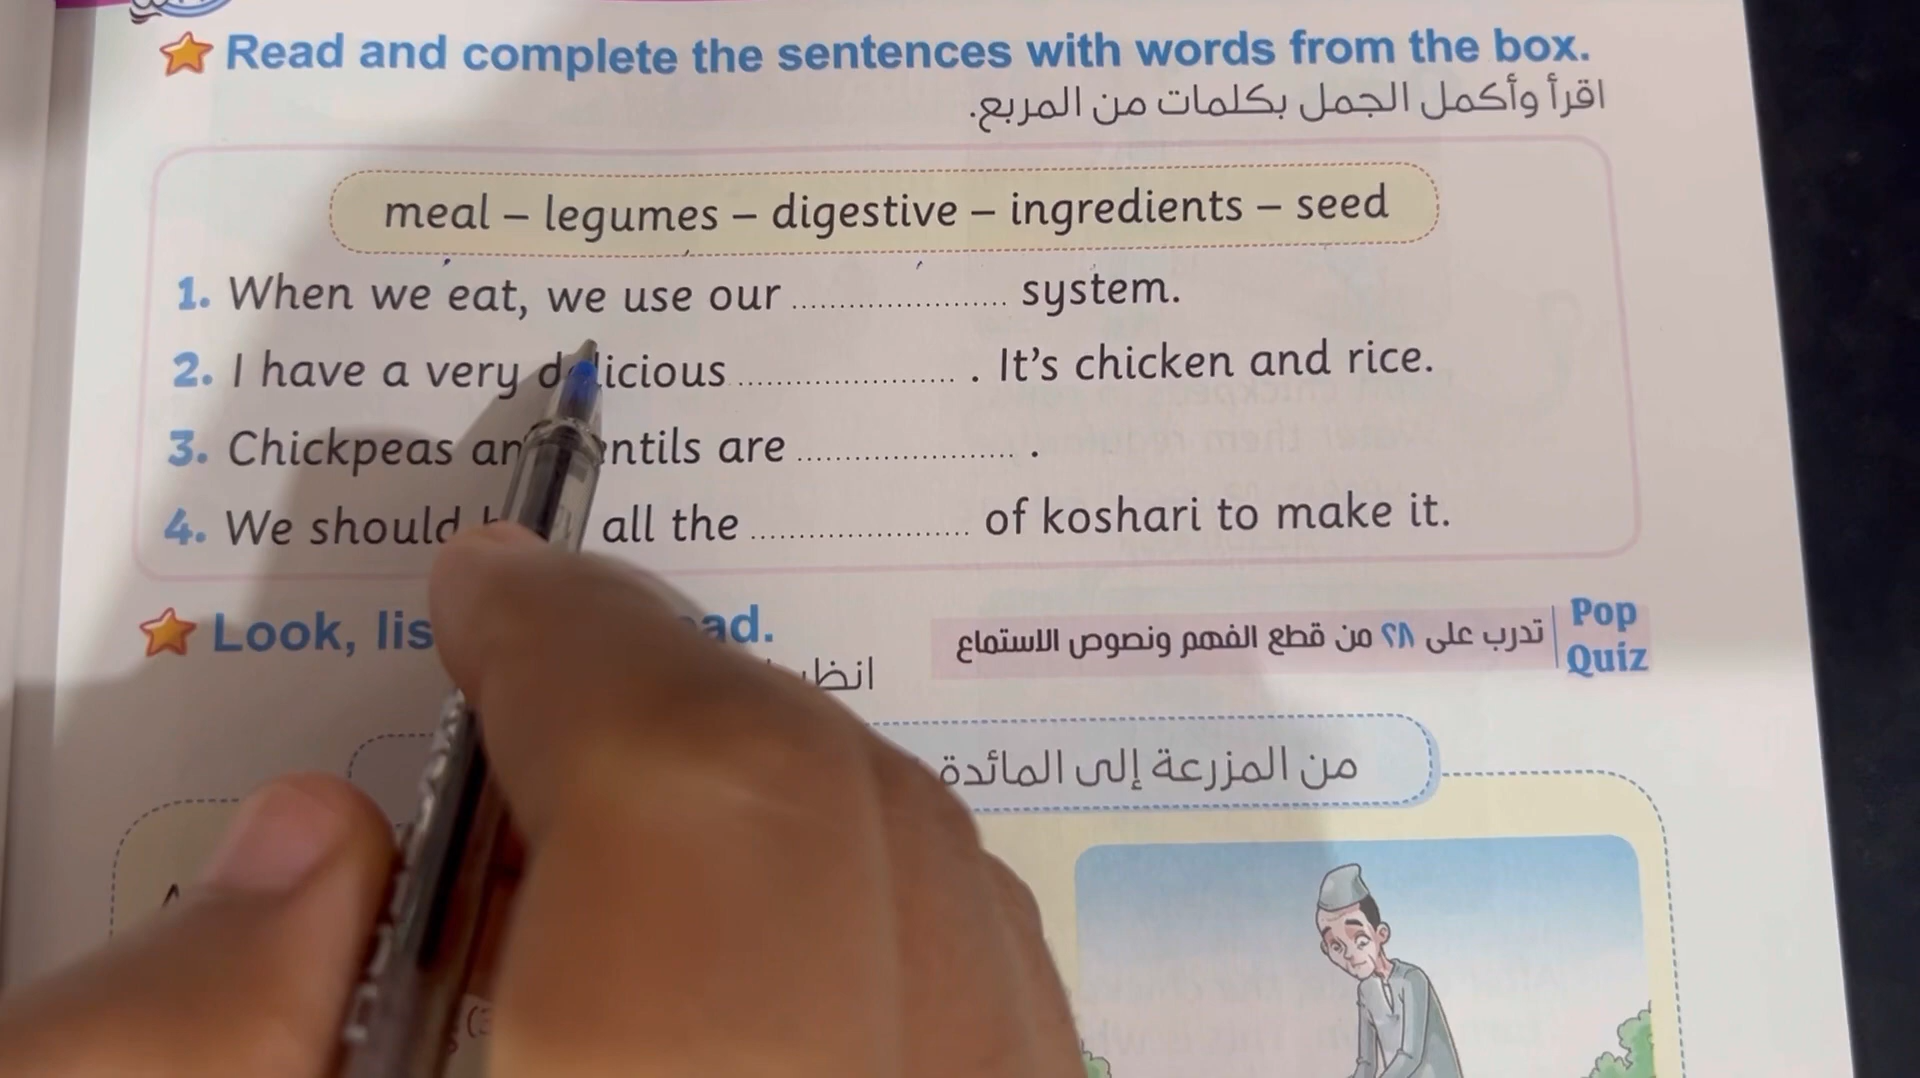 Read and complete the sentences with words from the box.
اقرأ وأكمل الجمل بكلمات من المربع.
meal – legumes – digestive – ingredients – seed
1. When we eat, we use our ........................ system.
2. I have a very delicious ........................ . It's chicken and rice.
3. Chickpeas an ntils are ........................ .
4. We should all the ........................ of koshari to make it.
Look, lis ad.
Pop Quiz تدرب على ٢٨ من قطع الفهم ونصوص الاستماع
انظر
من المزرعة إلى المائدة